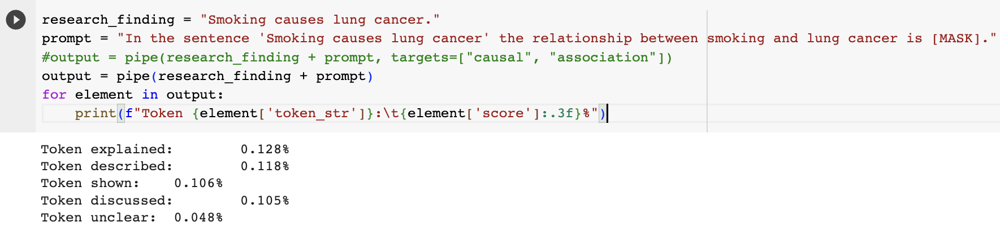 research_finding = "Smoking causes lung cancer."
prompt = "In the sentence 'Smoking causes lung cancer' the relationship between smoking and lung cancer is [MASK]."
#output = pipe(research_finding + prompt, targets=["causal", "association"])
output = pipe(research_finding + prompt)
for element in output:
    print(f"Token {element['token_str']}:\t{element['score']:.3f}%")
Token explained:	0.128%
Token described:	0.118%
Token shown:	0.106%
Token discussed:	0.105%
Token unclear:	0.048%